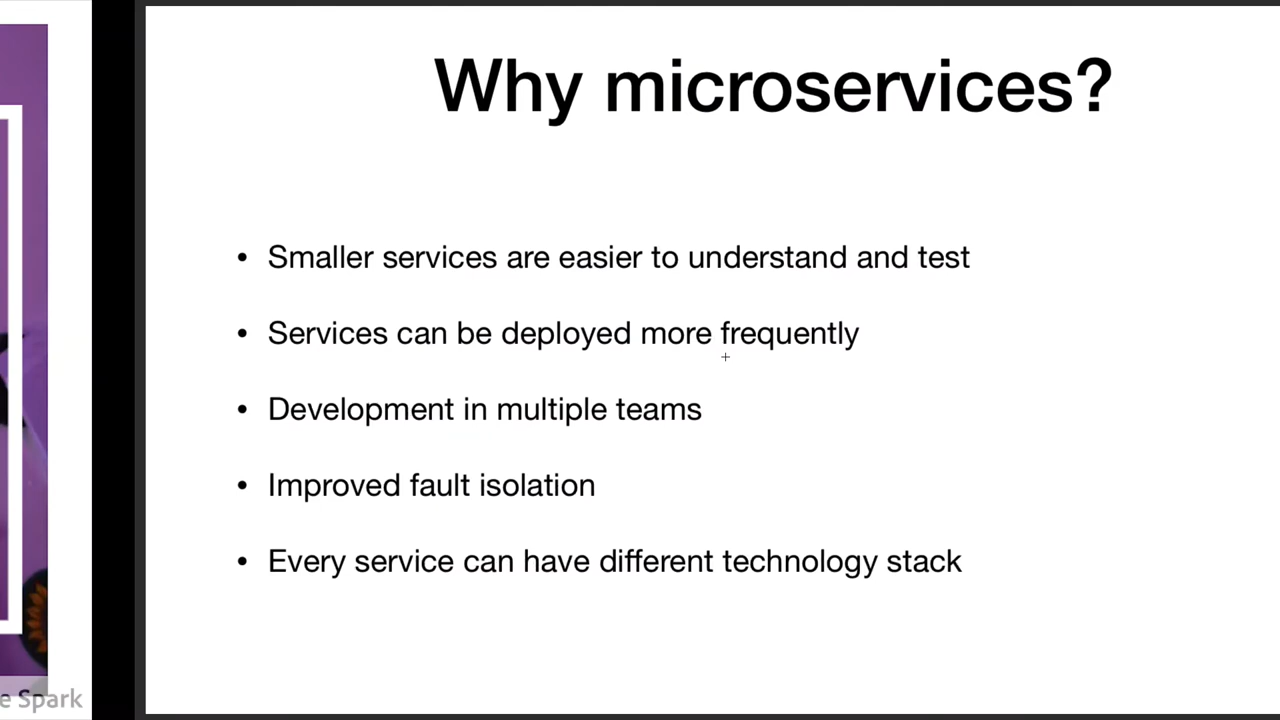 Why microservices?
• Smaller services are easier to understand and test
• Services can be deployed more frequently
• Development in multiple teams
• Improved fault isolation
• Every service can have different technology stack
e Spark